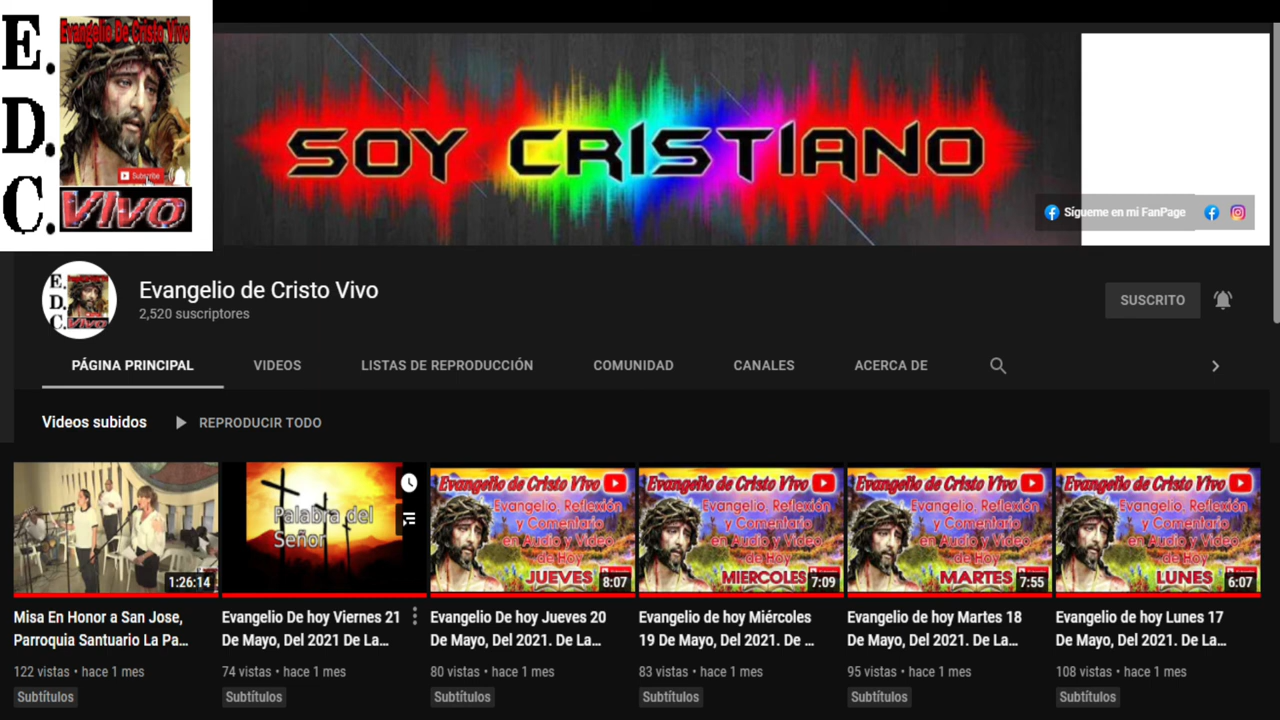 E.
D.
C.
Evangelio De Cristo Vivo
Subscribe
Vivo
SOY CRISTIANO
Sígueme en mi FanPage
E.
D.
C.
Vivo
Evangelio de Cristo Vivo
2,520 suscriptores
SUSCRITO
PÁGINA PRINCIPAL VIDEOS LISTAS DE REPRODUCCIÓN COMUNIDAD CANALES ACERCA DE
Videos subidos REPRODUCIR TODO
1:26:14
Misa En Honor a San Jose,
Parroquia Santuario La Pa...
122 vistas • hace 1 mes
Subtítulos
Palabra del
Señor
Evangelio De hoy Viernes 21
De Mayo, Del 2021 De La...
74 vistas • hace 1 mes
Subtítulos
Evangelio de Cristo Vivo
Evangelio, Reflexión
y Comentario
en Audio y Video
de Hoy
JUEVES 8:07
Evangelio De hoy Jueves 20
De Mayo, Del 2021. De La...
80 vistas • hace 1 mes
Subtítulos
Evangelio de Cristo Vivo
Evangelio, Reflexión
y Comentario
en Audio y Video
de Hoy
MIERCOLES 7:09
Evangelio de hoy Miércoles
19 De Mayo, Del 2021. De ...
83 vistas • hace 1 mes
Subtítulos
Evangelio de Cristo Vivo
Evangelio, Reflexión
y Comentario
en Audio y Video
de Hoy
MARTES 7:55
Evangelio de hoy Martes 18
De Mayo, Del 2021. De La...
95 vistas • hace 1 mes
Subtítulos
Evangelio de Cristo Vivo
Evangelio, Reflexión
y Comentario
en Audio y Video
de Hoy
LUNES 6:07
Evangelio de hoy Lunes 17
De Mayo, Del 2021. De La...
108 vistas • hace 1 mes
Subtítulos